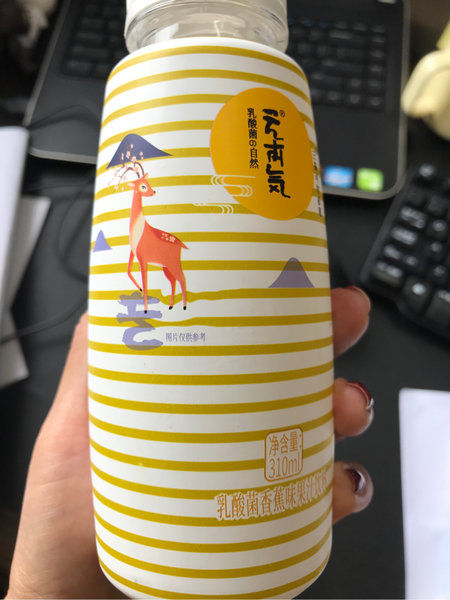 元甫気®
乳酸菌の自然
图片仅供参考
净含量:
310ml
乳酸菌香蕉味果汁饮